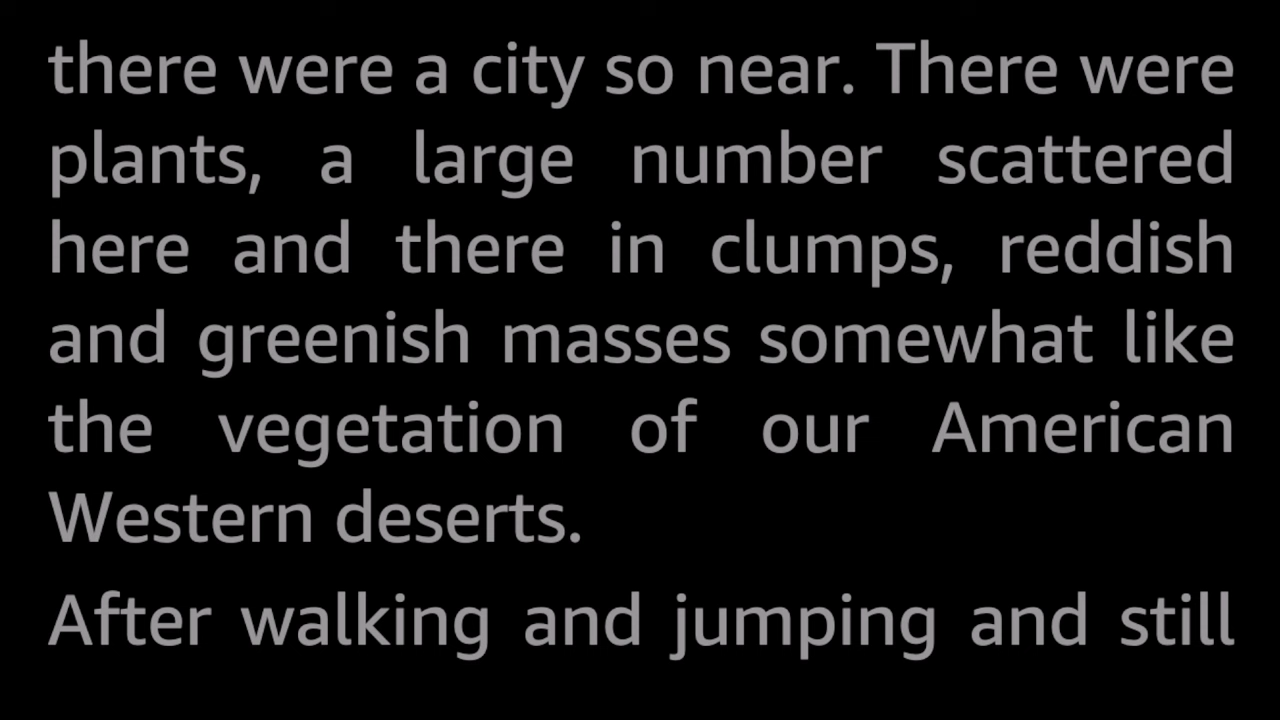 there were a city so near. There were
plants, a large number scattered
here and there in clumps, reddish
and greenish masses somewhat like
the vegetation of our American
Western deserts.
After walking and jumping and still